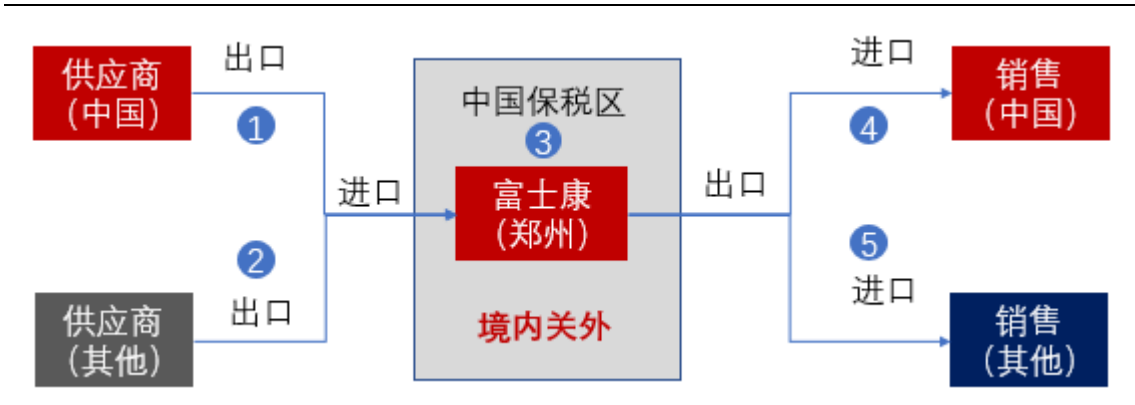 供应商
（中国）
出口
1
供应商
（其他）
2
出口
进口
中国保税区
3
富士康
（郑州）
境内关外
出口
进口
4
销售
（中国）
5
进口
销售
（其他）